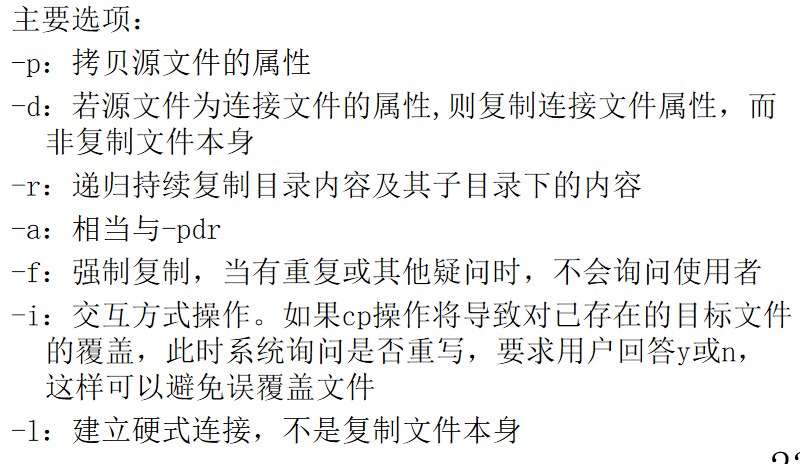 主要选项：
-p：拷贝源文件的属性
-d：若源文件为连接文件的属性,则复制连接文件属性，而
非复制文件本身
-r：递归持续复制目录内容及其子目录下的内容
-a：相当与-pdr
-f：强制复制，当有重复或其他疑问时，不会询问使用者
-i：交互方式操作。如果cp操作将导致对已存在的目标文件
的覆盖，此时系统询问是否重写，要求用户回答y或n，
这样可以避免误覆盖文件
-l：建立硬式连接，不是复制文件本身